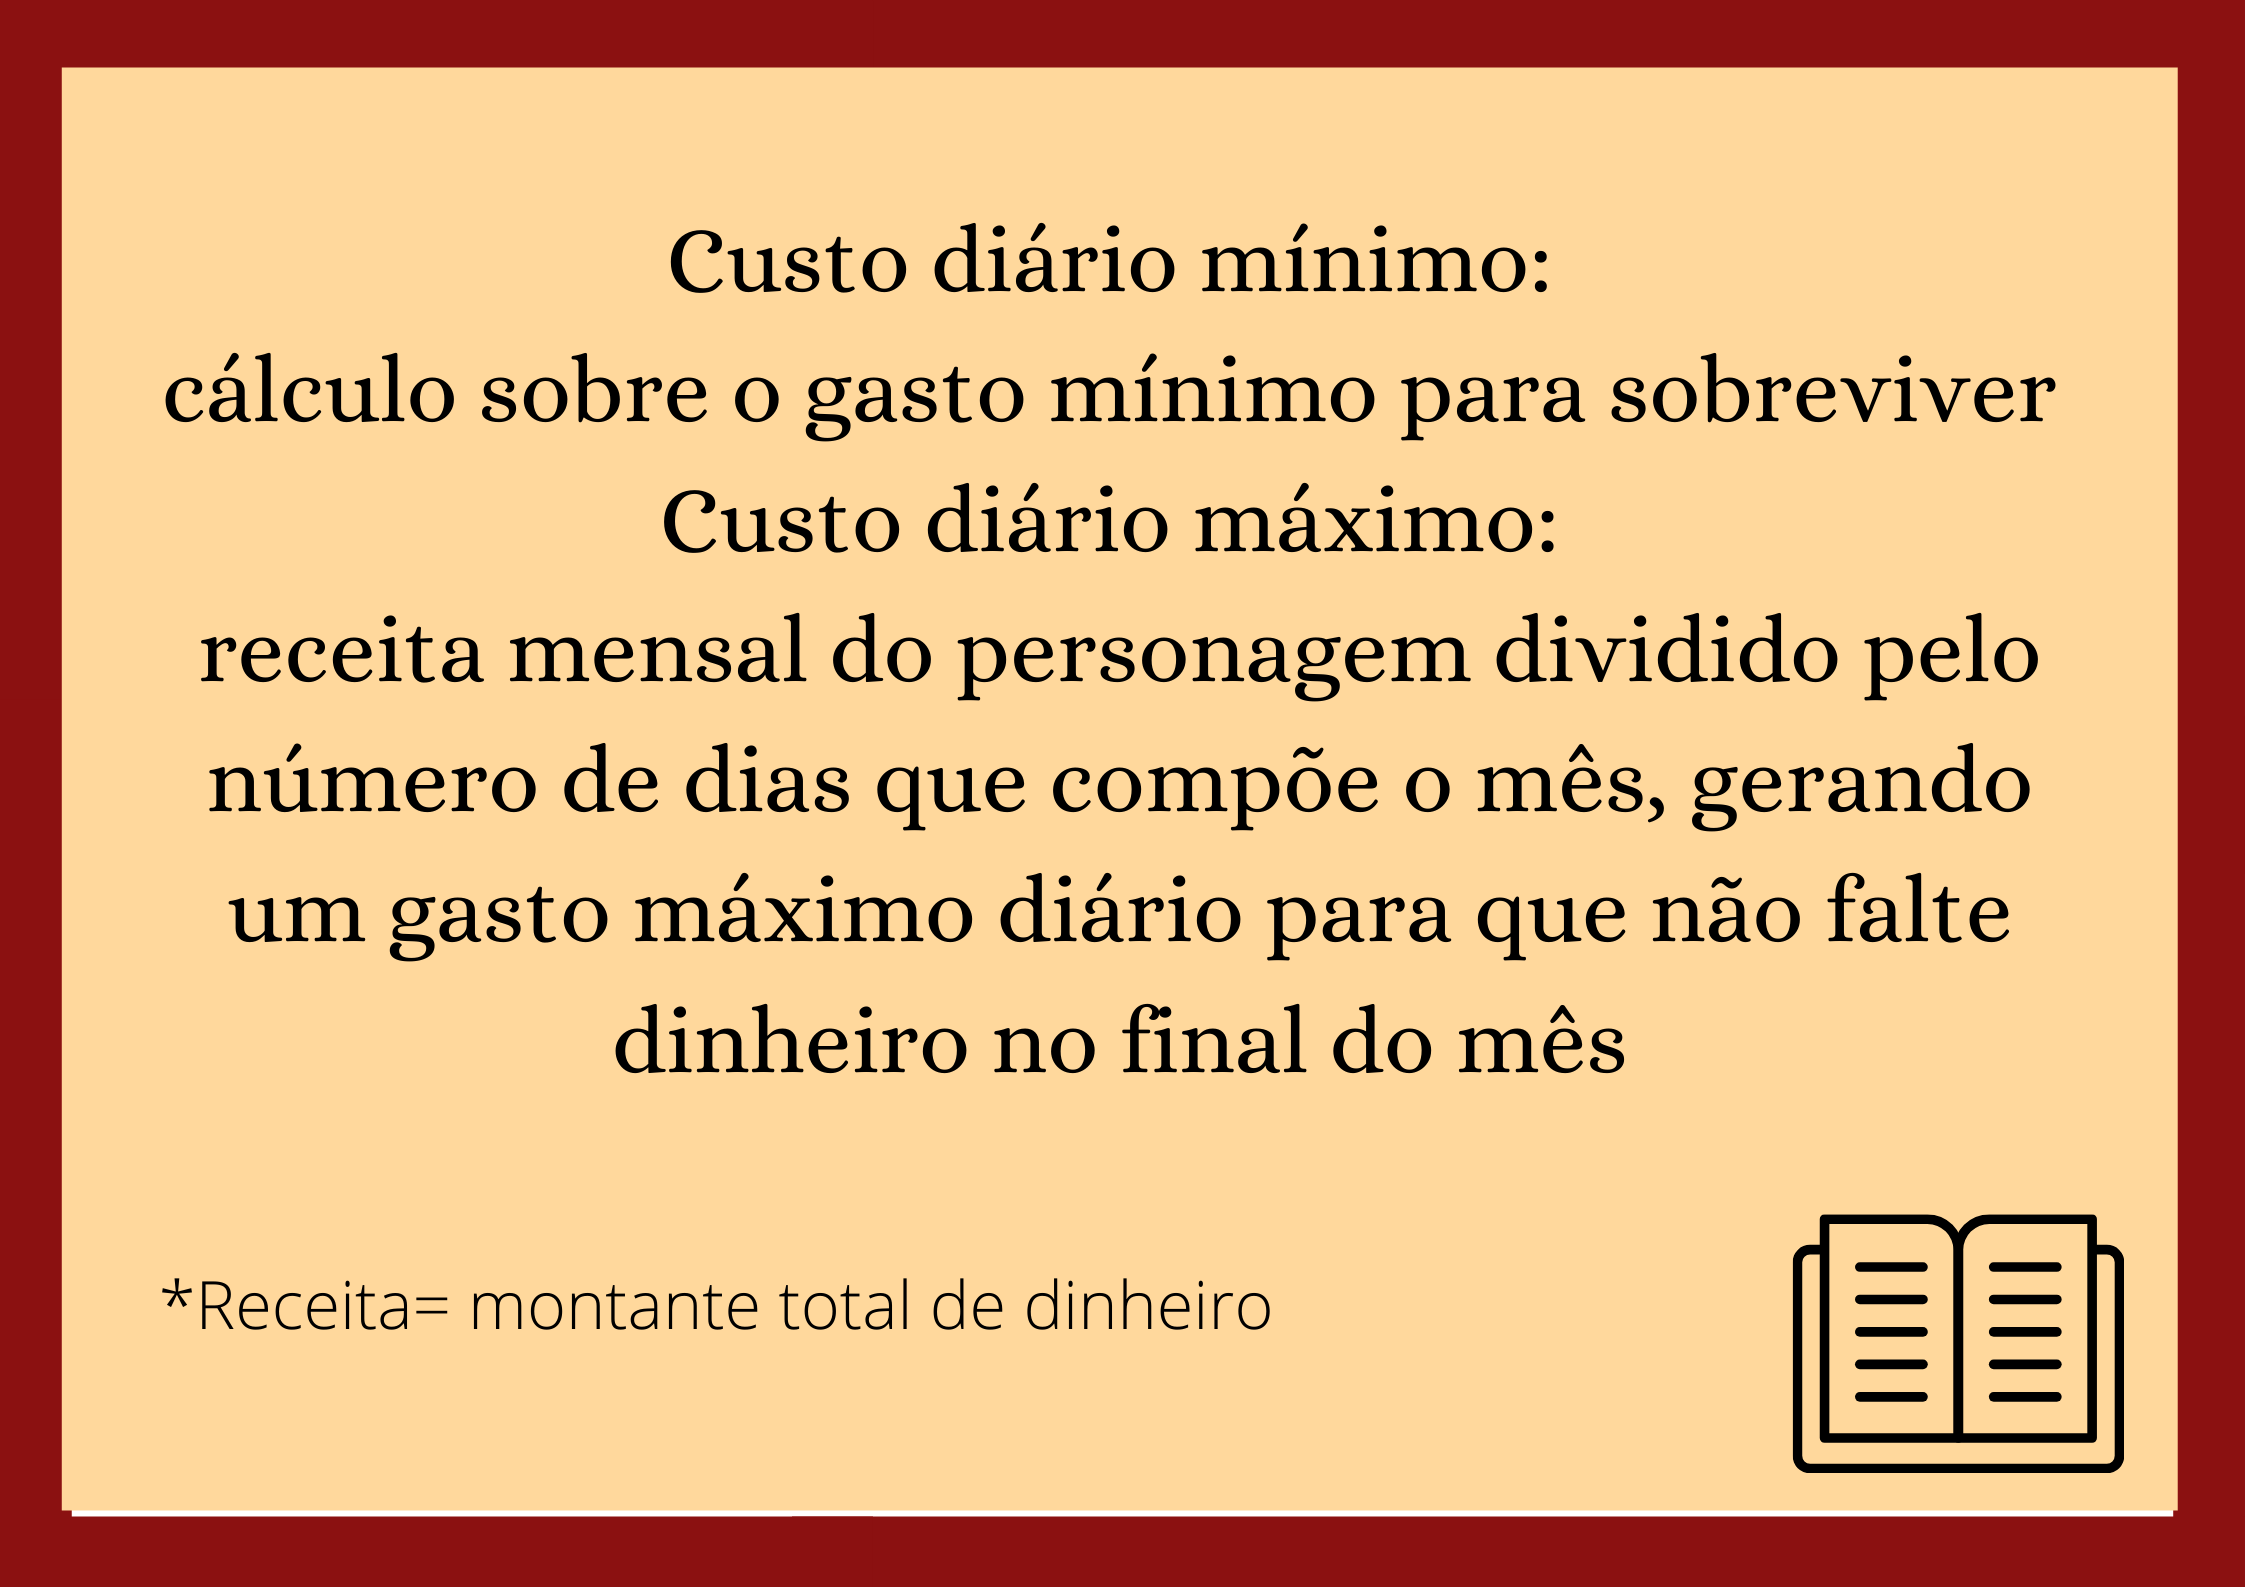 Custo diário mínimo:
cálculo sobre o gasto mínimo para sobreviver
Custo diário máximo:
receita mensal do personagem dividido pelo
número de dias que compõe o mês, gerando
um gasto máximo diário para que não falte
dinheiro no final do mês
*Receita= montante total de dinheiro